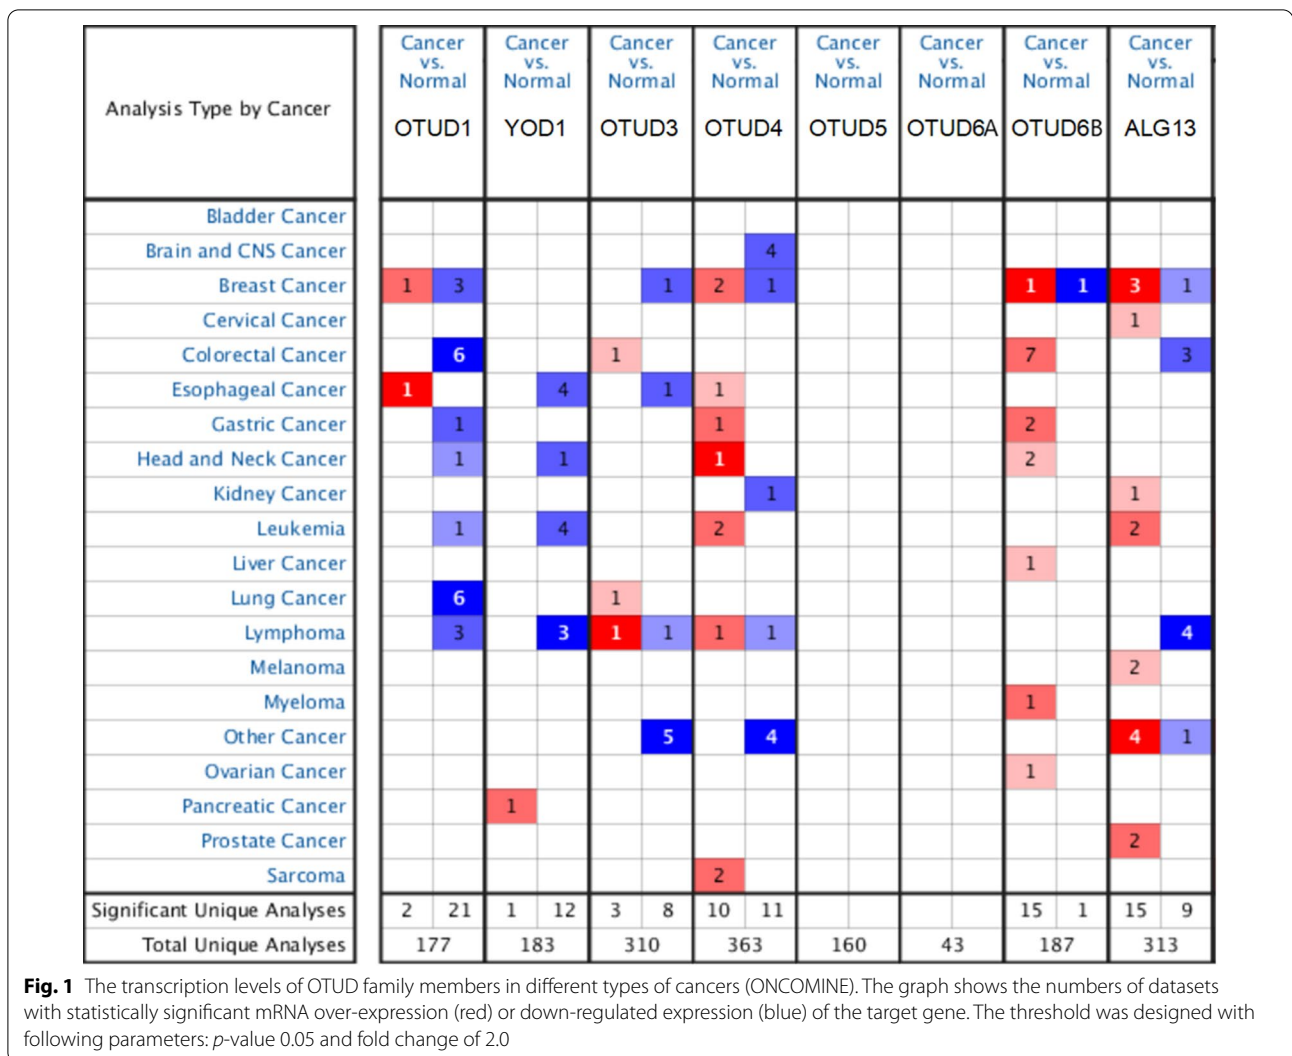 Cancer vs. Normal Cancer vs. Normal Cancer vs. Normal Cancer vs. Normal Cancer vs. Normal Cancer vs. Normal Cancer vs. Normal Cancer vs. Normal
Analysis Type by Cancer
OTUD1 YOD1 OTUD3 OTUD4 OTUD5 OTUD6A OTUD6B ALG13
Bladder Cancer
Brain and CNS Cancer 4
Breast Cancer 1 3 1 2 1 1 1 3 1
Cervical Cancer 1
Colorectal Cancer 6 1 7 3
Esophageal Cancer 1 4 1 1
Gastric Cancer 1 1 2
Head and Neck Cancer 1 1 1 2
Kidney Cancer 1 1
Leukemia 1 4 2 2
Liver Cancer 1
Lung Cancer 6 1
Lymphoma 3 3 1 1 1 1 4
Melanoma 2
Myeloma 1
Other Cancer 5 4 4 1
Ovarian Cancer 1
Pancreatic Cancer 1
Prostate Cancer 2
Sarcoma 2
Significant Unique Analyses 2 21 1 12 3 8 10 11 15 1 15 9
Total Unique Analyses 177 183 310 363 160 43 187 313
Fig. 1 The transcription levels of OTUD family members in different types of cancers (ONCOMINE). The graph shows the numbers of datasets
with statistically significant mRNA over-expression (red) or down-regulated expression (blue) of the target gene. The threshold was designed with
following parameters: p-value 0.05 and fold change of 2.0